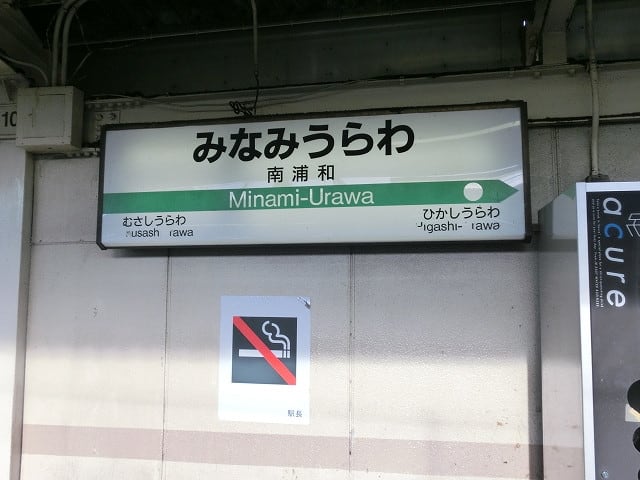 10
みなみうらわ
南浦和
Minami-Urawa
むさしうらわ
ひかしうらわ
acure
駅長